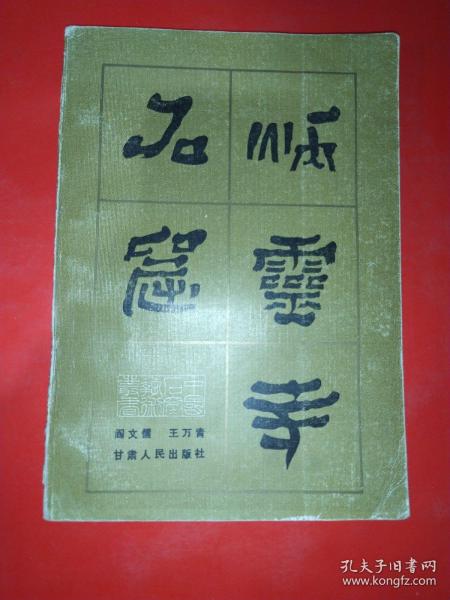 炳靈寺
石窟
阎文儒 王万青
甘肃人民出版社
孔夫子旧书网
www.kongfz.com